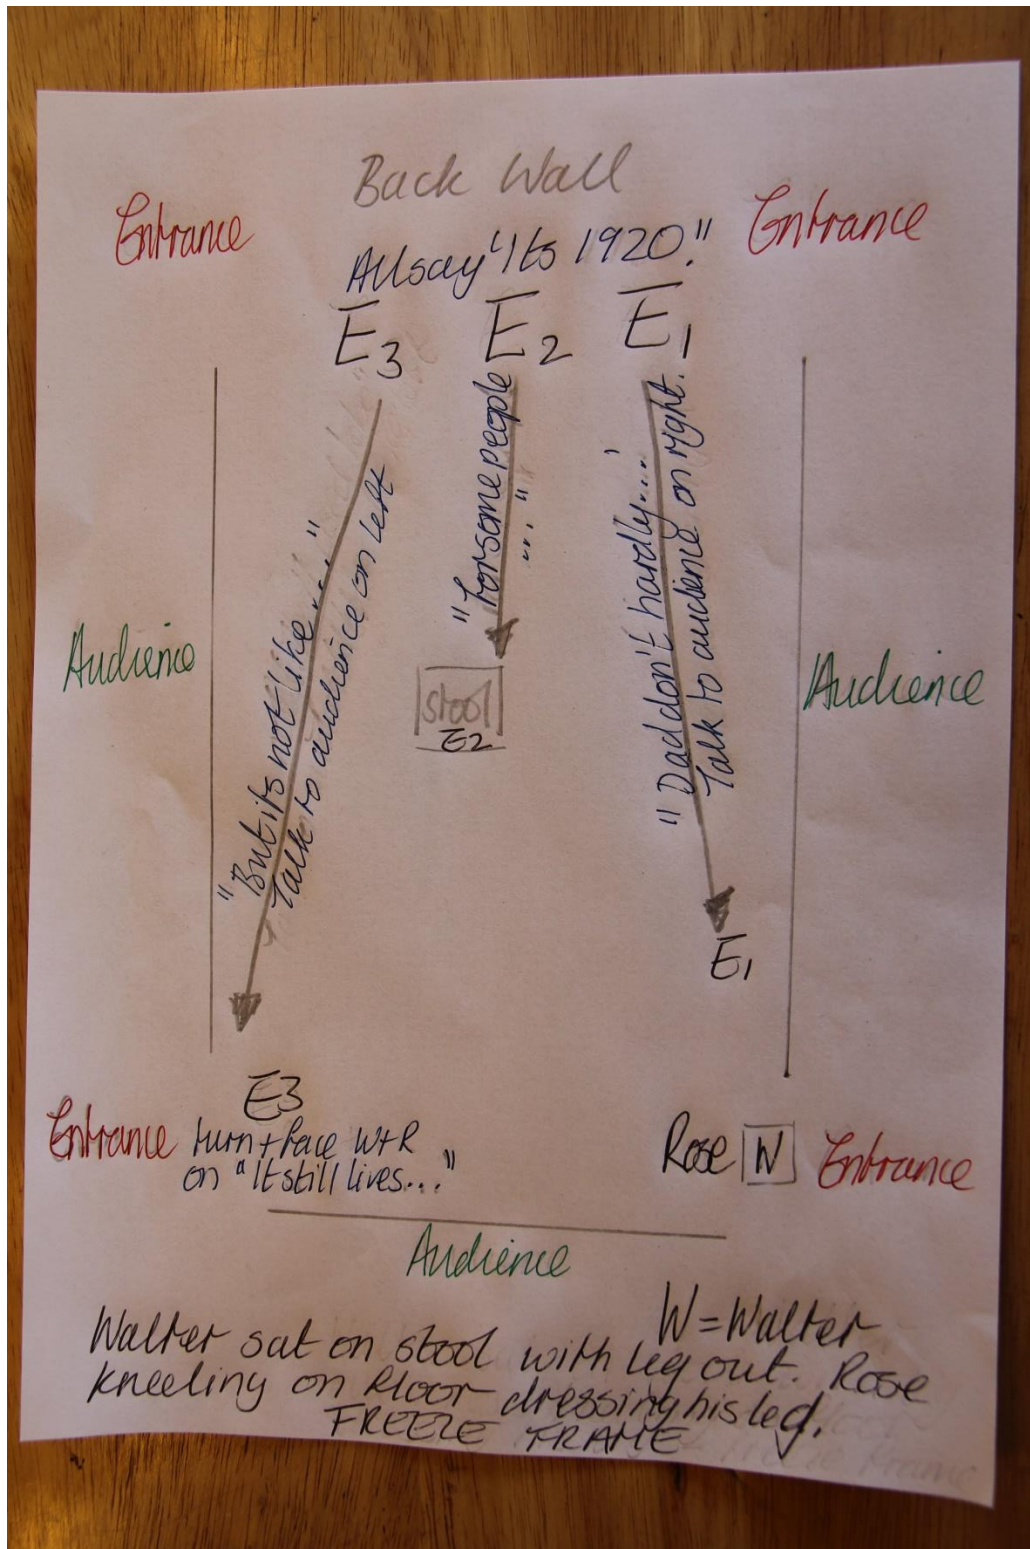 Back Wall
Entrance
Entrance
All say "Its 1920."
E3
E2
E1
"But its not like..."
Talk to audience on left
"For some people
..."
"Dad don't hardly....'
Talk to audience on right.
Audience
stool
E2
Audience
E1
E3
Entrance
turn + face W+R
on "It still lives..."
Rose
W
Entrance
Audience
W = Walter
Walter sat on stool with leg out. Rose
kneeling on floor dressing his leg.
FREEZE FRAME